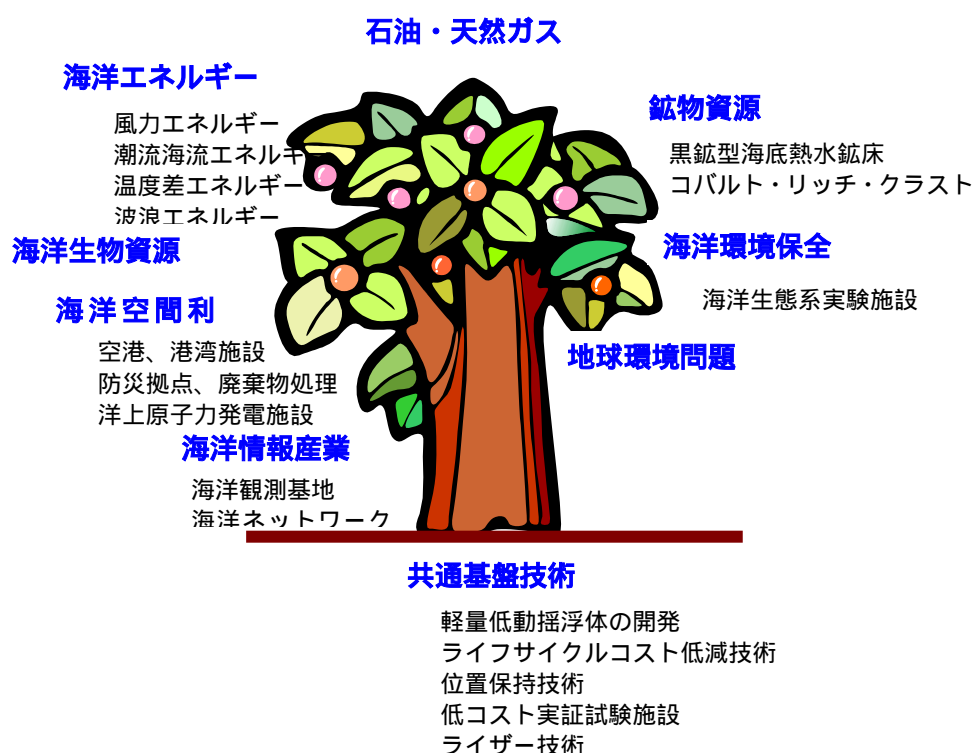 石油・天然ガス
海洋エネルギー
風力エネルギー
潮流海流エネルギー
温度差エネルギー
波浪エネルギー
鉱物資源
黒鉱型海底熱水鉱床
コバルト・リッチ・クラスト
海洋生物資源
海洋環境保全
海洋生態系実験施設
海洋空間利
空港、港湾施設
防災拠点、廃棄物処理
洋上原子力発電施設
地球環境問題
海洋情報産業
海洋観測基地
海洋ネットワーク
共通基盤技術
軽量低動揺浮体の開発
ライフサイクルコスト低減技術
位置保持技術
低コスト実証試験施設
ライザー技術